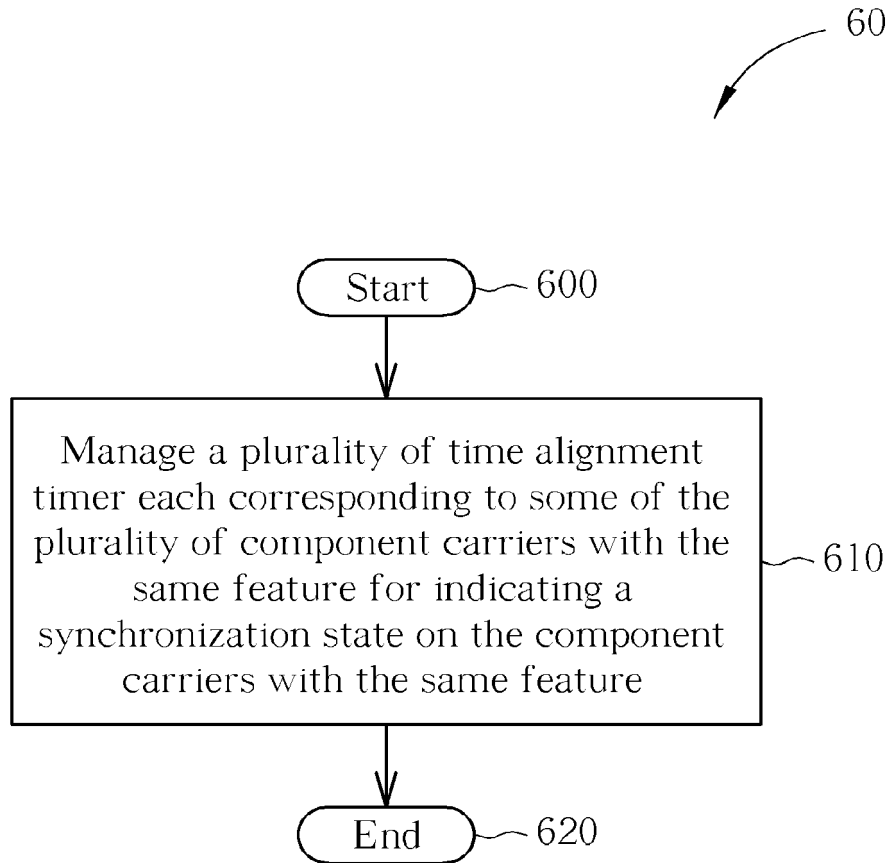 60
Start
600
Manage a plurality of time alignment
timer each corresponding to some of the
plurality of component carriers with the
same feature for indicating a
synchronization state on the component
carriers with the same feature
610
End
620